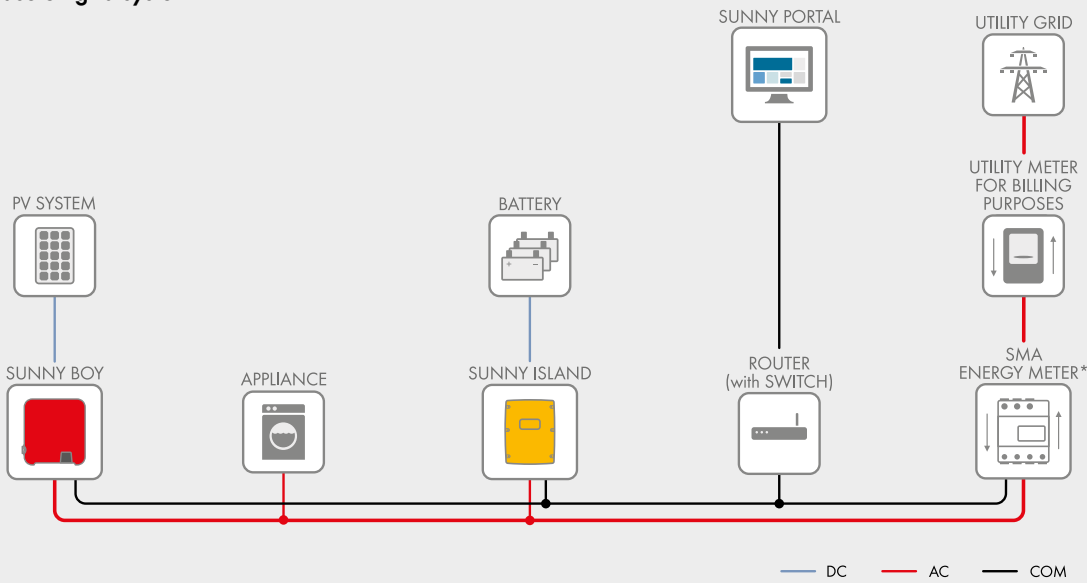 SUNNY PORTAL
UTILITY GRID
UTILITY METER
FOR BILLING
PURPOSES
PV SYSTEM
BATTERY
SUNNY BOY
APPLIANCE
SUNNY ISLAND
ROUTER
(with SWITCH)
SMA
ENERGY METER*
DC
AC
COM